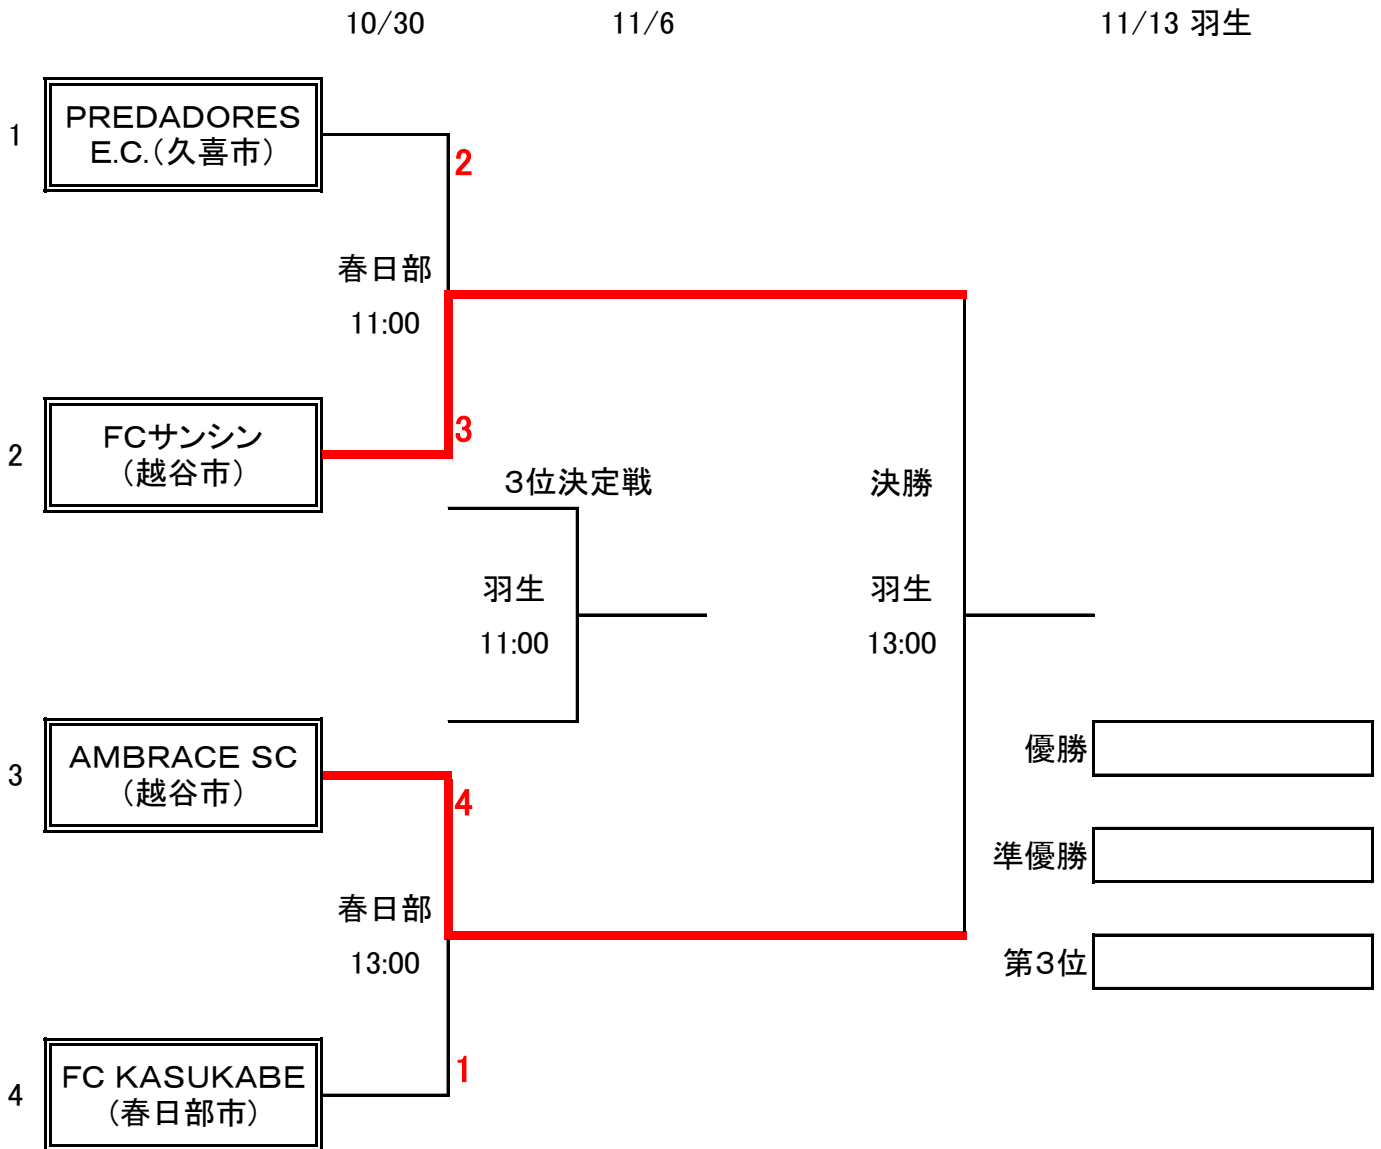 10/30 11/6 11/13 羽生
1
PREDADORES
E.C.(久喜市)
2
春日部
11:00
2
FCサンシン
(越谷市)
3
3位決定戦
決勝
羽生
11:00
羽生
13:00
3
AMBRACE SC
(越谷市)
4
優勝
準優勝
春日部
13:00
第3位
4
FC KASUKABE
(春日部市)
1